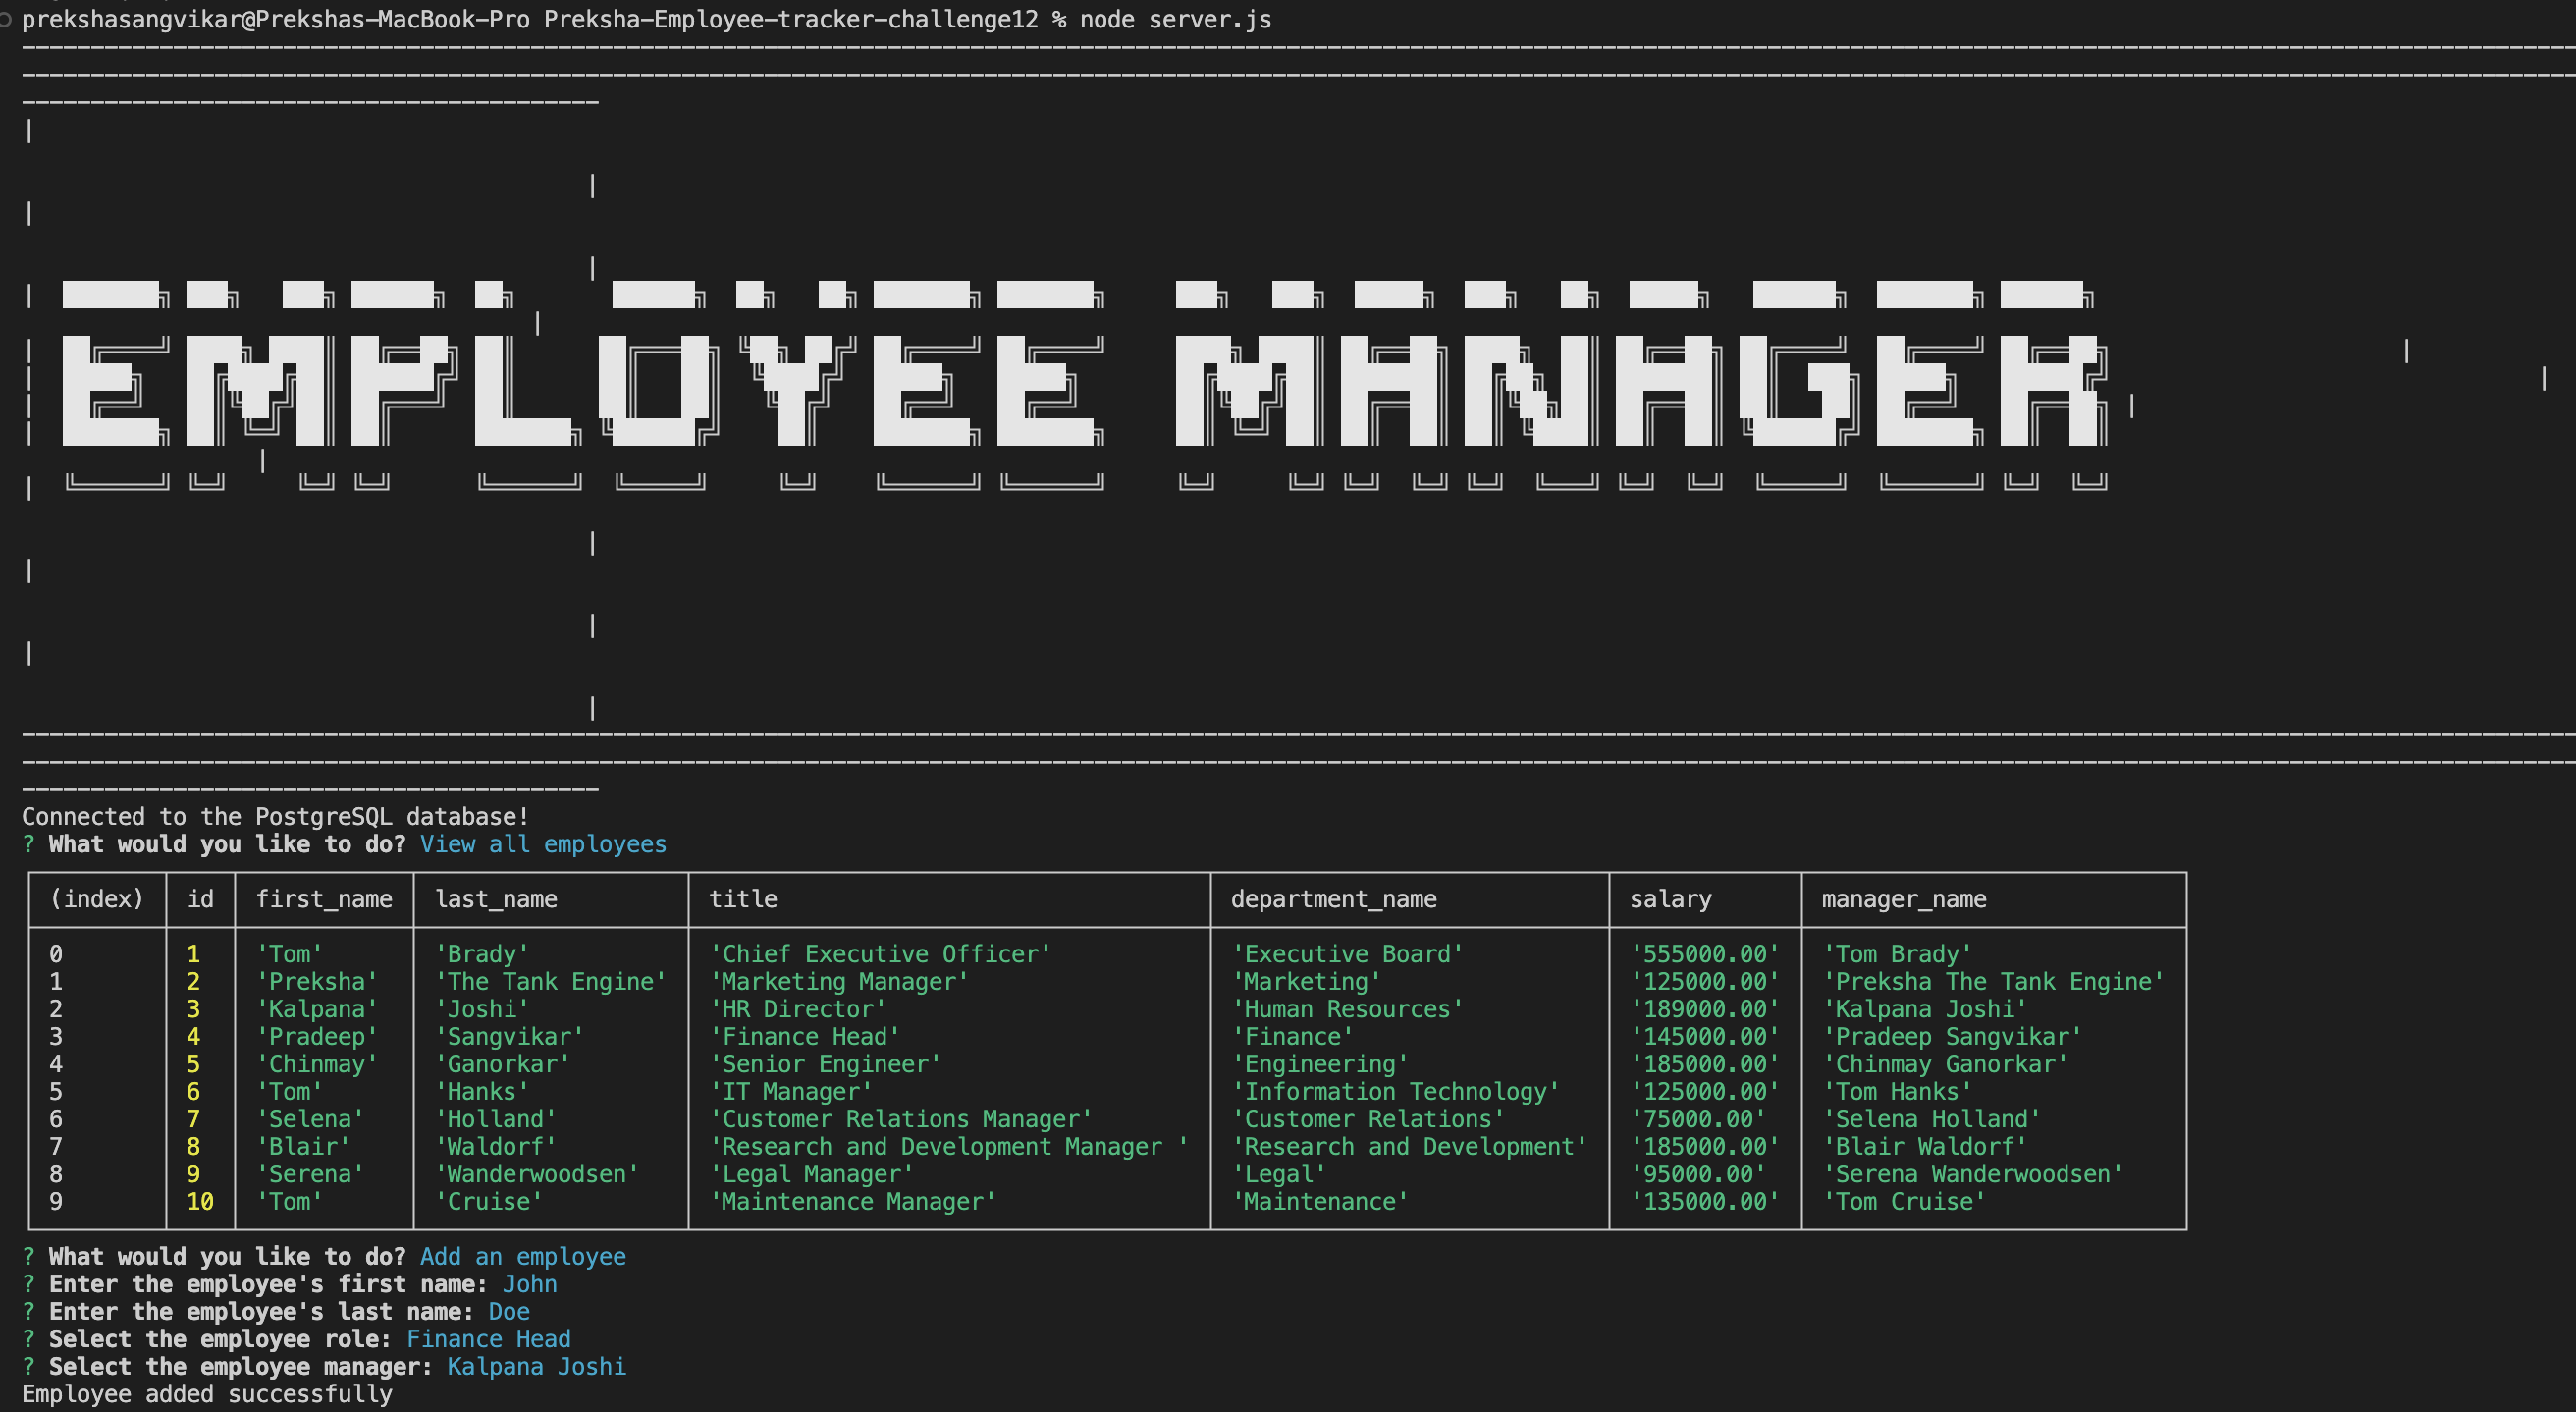 prekshasangvikar@Prekshas-MacBook-Pro Preksha-Employee-tracker-challenge12 % node server.js
EMPLOYEE MANAGER
Connected to the PostgreSQL database!
? What would you like to do? View all employees
(index) id first_name last_name title department_name salary manager_name
0 1 'Tom' 'Brady' 'Chief Executive Officer' 'Executive Board' '555000.00' 'Tom Brady'
1 2 'Preksha' 'The Tank Engine' 'Marketing Manager' 'Marketing' '125000.00' 'Preksha The Tank Engine'
2 3 'Kalpana' 'Joshi' 'HR Director' 'Human Resources' '189000.00' 'Kalpana Joshi'
3 4 'Pradeep' 'Sangvikar' 'Finance Head' 'Finance' '145000.00' 'Pradeep Sangvikar'
4 5 'Chinmay' 'Ganorkar' 'Senior Engineer' 'Engineering' '185000.00' 'Chinmay Ganorkar'
5 6 'Tom' 'Hanks' 'IT Manager' 'Information Technology' '125000.00' 'Tom Hanks'
6 7 'Selena' 'Holland' 'Customer Relations Manager' 'Customer Relations' '75000.00' 'Selena Holland'
7 8 'Blair' 'Waldorf' 'Research and Development Manager ' 'Research and Development' '185000.00' 'Blair Waldorf'
8 9 'Serena' 'Wanderwoodsen' 'Legal Manager' 'Legal' '95000.00' 'Serena Wanderwoodsen'
9 10 'Tom' 'Cruise' 'Maintenance Manager' 'Maintenance' '135000.00' 'Tom Cruise'
? What would you like to do? Add an employee
? Enter the employee's first name: John
? Enter the employee's last name: Doe
? Select the employee role: Finance Head
? Select the employee manager: Kalpana Joshi
Employee added successfully